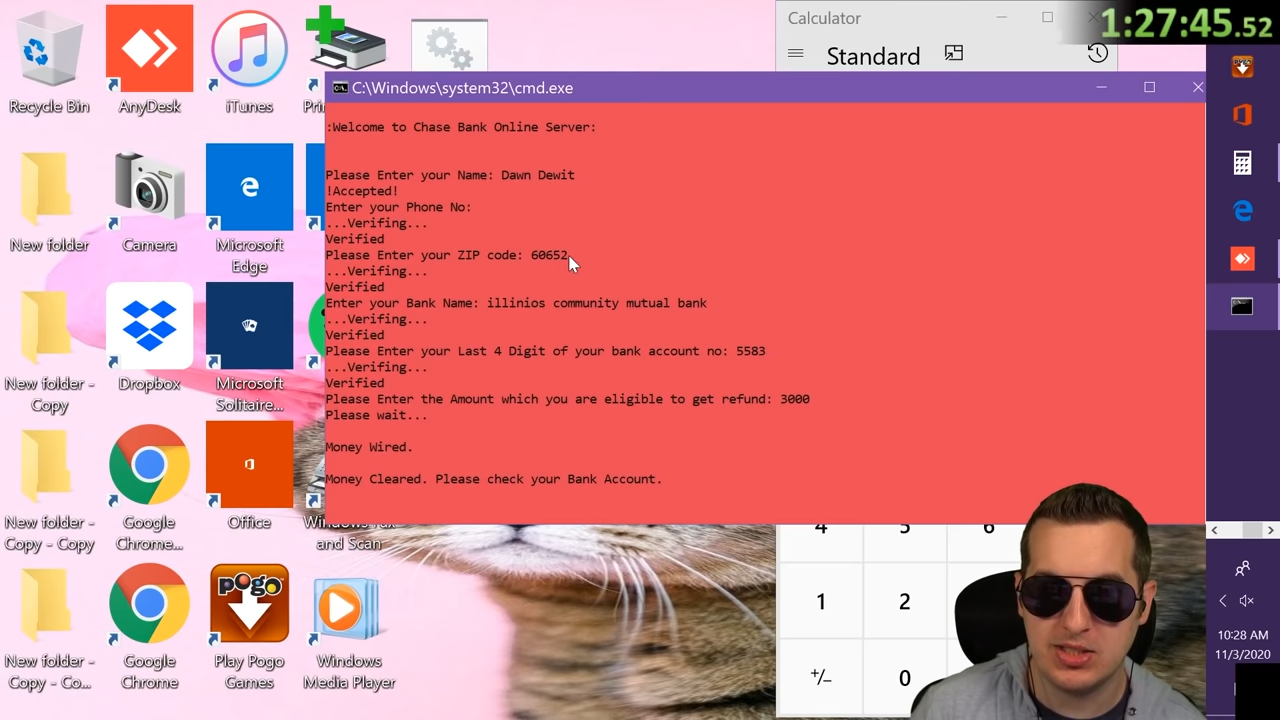 Calculator
1:27:45.52
Standard
C:\Windows\system32\cmd.exe
:Welcome to Chase Bank Online Server:
Please Enter your Name: Dawn Dewit
!Accepted!
Enter your Phone No:
...Verifing...
Verified
Please Enter your ZIP code: 60652
...Verifing...
Verified
Enter your Bank Name: illinios community mutual bank
...Verifing...
Verified
Please Enter your Last 4 Digit of your bank account no: 5583
...Verifing...
Verified
Please Enter the Amount which you are eligible to get refund: 3000
Please wait...
Money Wired.
Money Cleared. Please check your Bank Account.
Recycle Bin
AnyDesk
iTunes
New folder
Camera
Microsoft
Edge
New folder -
Copy
Dropbox
Microsoft
Solitaire...
New folder -
Copy - Copy
Google
Chrome...
Office
and Scan
New folder -
Copy - Co...
Google
Chrome
pogo
Play Pogo
Games
Windows
Media Player
4
5
6
1
2
+/-
0
10:28 AM
11/3/2020